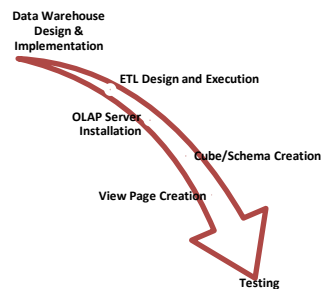 Data Warehouse
Design &
Implementation
ETL Design and Execution
OLAP Server
Installation
Cube/Schema Creation
View Page Creation
Testing